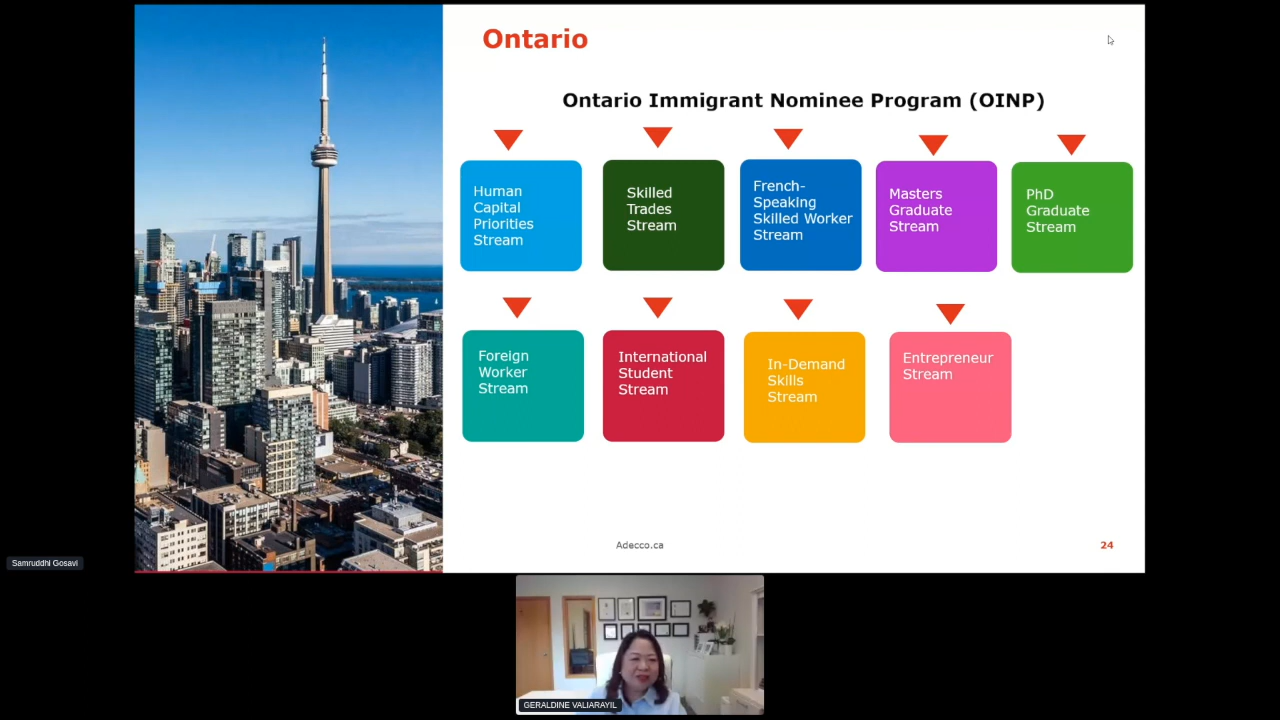 Ontario
Ontario Immigrant Nominee Program (OINP)
Human
Capital
Priorities
Stream
Skilled
Trades
Stream
French-
Speaking
Skilled Worker
Stream
Masters
Graduate
Stream
PhD
Graduate
Stream
Foreign
Worker
Stream
International
Student
Stream
In-Demand
Skills
Stream
Entrepreneur
Stream
Adecco.ca
24
Samruddhi Gosavi
GERALDINE VALIARAYIL